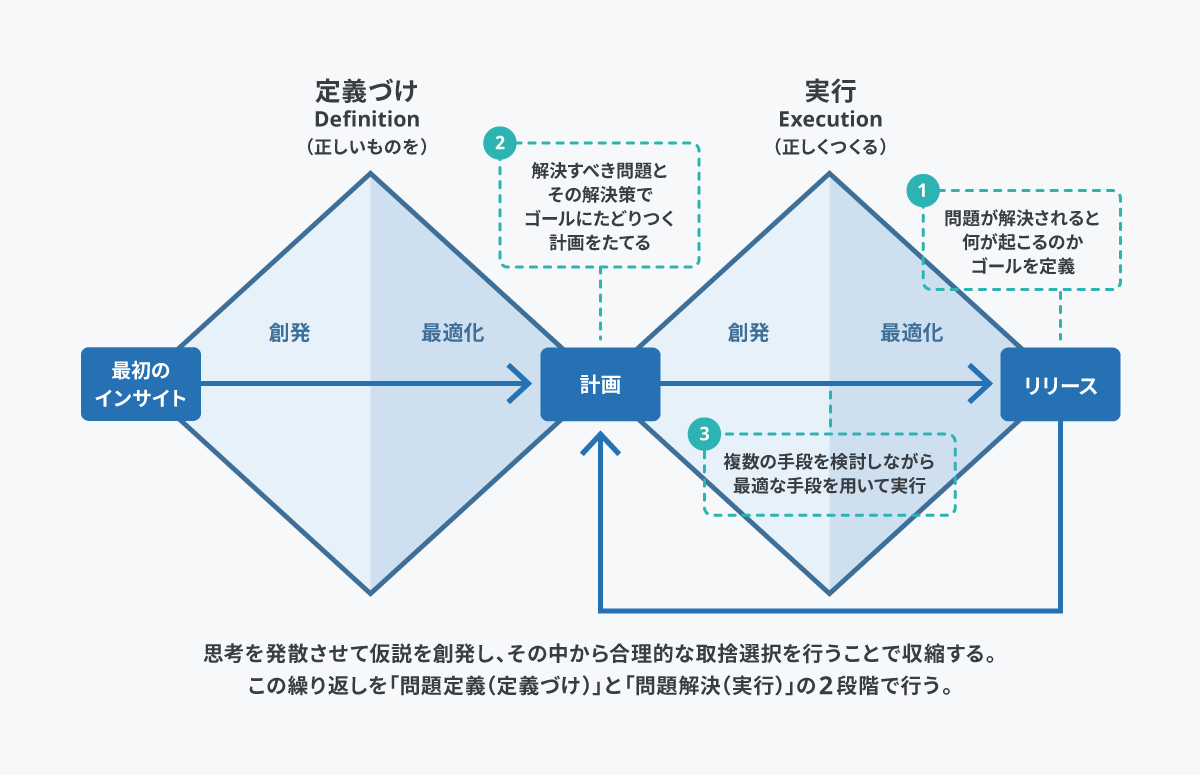 定義づけ
Definition
（正しいものを）
実行
Execution
（正しくつくる）
2
解決すべき問題と
その解決策で
ゴールにたどりつく
計画をたてる
1
問題が解決されると
何が起こるのか
ゴールを定義
創発
最適化
創発
最適化
最初の
インサイト
計画
リリース
3
複数の手段を検討しながら
最適な手段を用いて実行
思考を発散させて仮説を創発し、その中から合理的な取捨選択を行うことで収縮する。
この繰り返しを「問題定義（定義づけ）」と「問題解決（実行）」の2段階で行う。